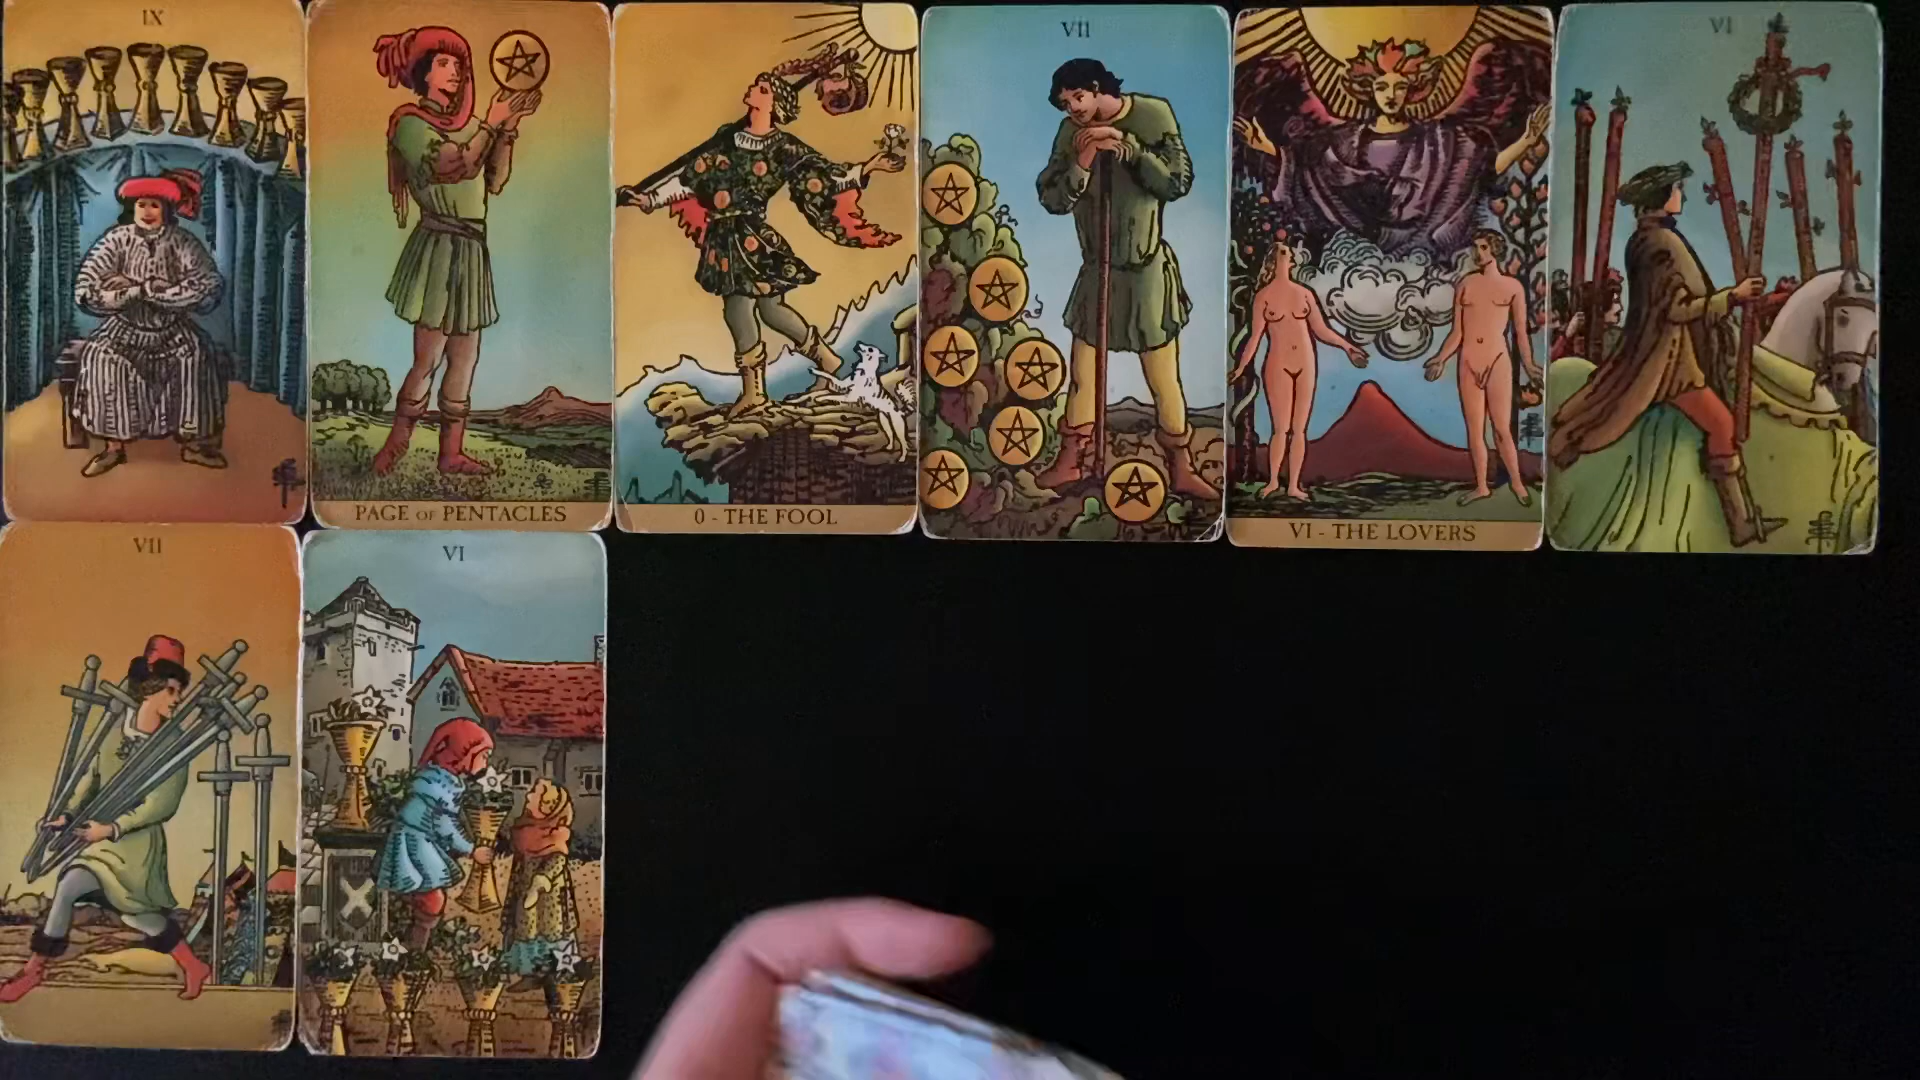 IX
PAGE OF PENTACLES
0 - THE FOOL
VII
VI - THE LOVERS
VI
VII
VI